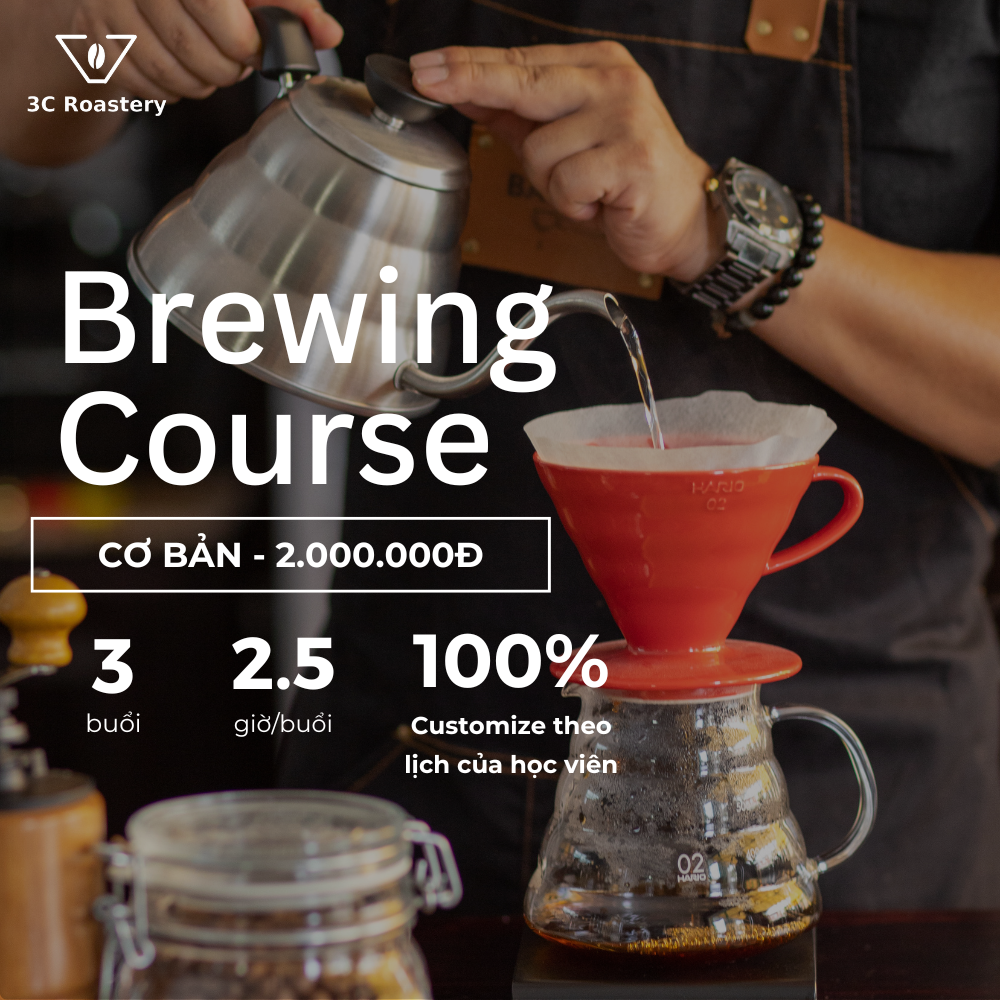 3C Roastery
Brewing
Course
CƠ BẢN - 2.000.000Đ
3
buổi
2.5
giờ/buổi
100%
Customize theo
lịch của học viên
HARIO
02
02
HARIO